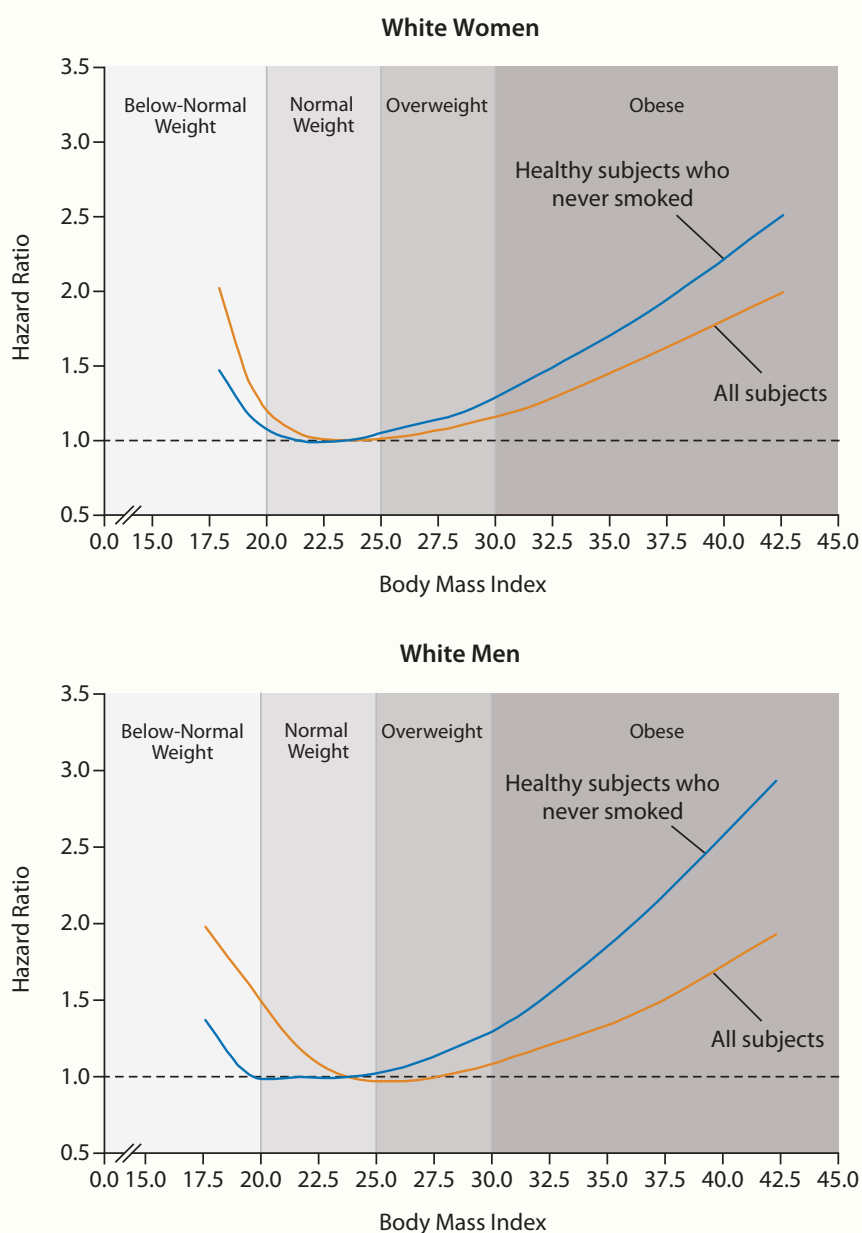 White Women
3.5
3.0
2.5
2.0
1.5
1.0
0.5
Hazard Ratio
Below-Normal
Weight
Normal
Weight
Overweight
Obese
Healthy subjects who
never smoked
All subjects
0.0 15.0 17.5 20.0 22.5 25.0 27.5 30.0 32.5 35.0 37.5 40.0 42.5 45.0
Body Mass Index
White Men
3.5
3.0
2.5
2.0
1.5
1.0
0.5
Hazard Ratio
Below-Normal
Weight
Normal
Weight
Overweight
Obese
Healthy subjects who
never smoked
All subjects
0.0 15.0 17.5 20.0 22.5 25.0 27.5 30.0 32.5 35.0 37.5 40.0 42.5 45.0
Body Mass Index